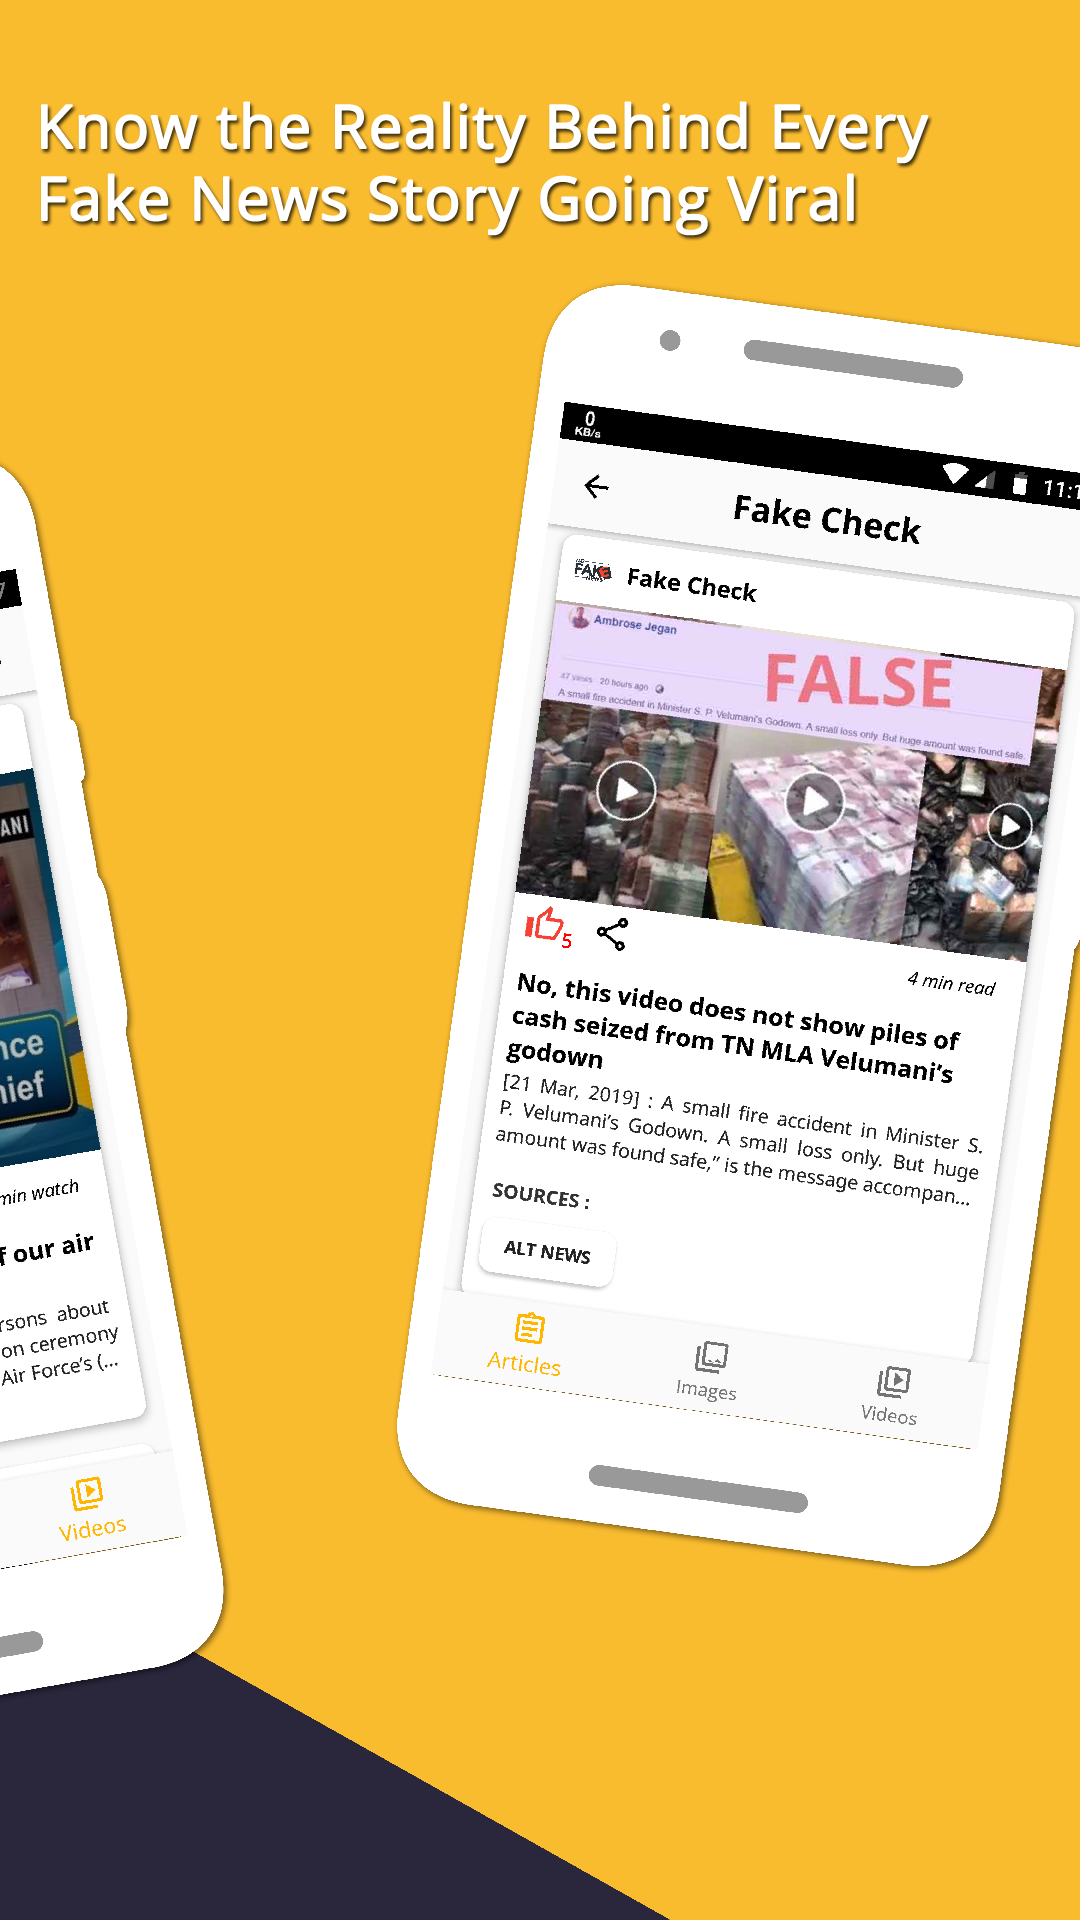 Know the Reality Behind Every
Fake News Story Going Viral
0
KB/s
11:1
Fake Check
FAKe
NEWS
Fake Check
Ambrose Jegan
FALSE
47 views 20 hours ago
A small fire accident in Minister S. P. Velumani's Godown. A small loss only. But huge amount was found safe.
5
4 min read
No, this video does not show piles of
cash seized from TN MLA Velumani's
godown
[21 Mar, 2019] : A small fire accident in Minister S.
P. Velumani's Godown. A small loss only. But huge
amount was found safe," is the message accompan...
SOURCES :
ALT NEWS
Articles
Images
Videos
ANI
nce
hief
min watch
f our air
rsons about
on ceremony
Air Force's (...
Videos